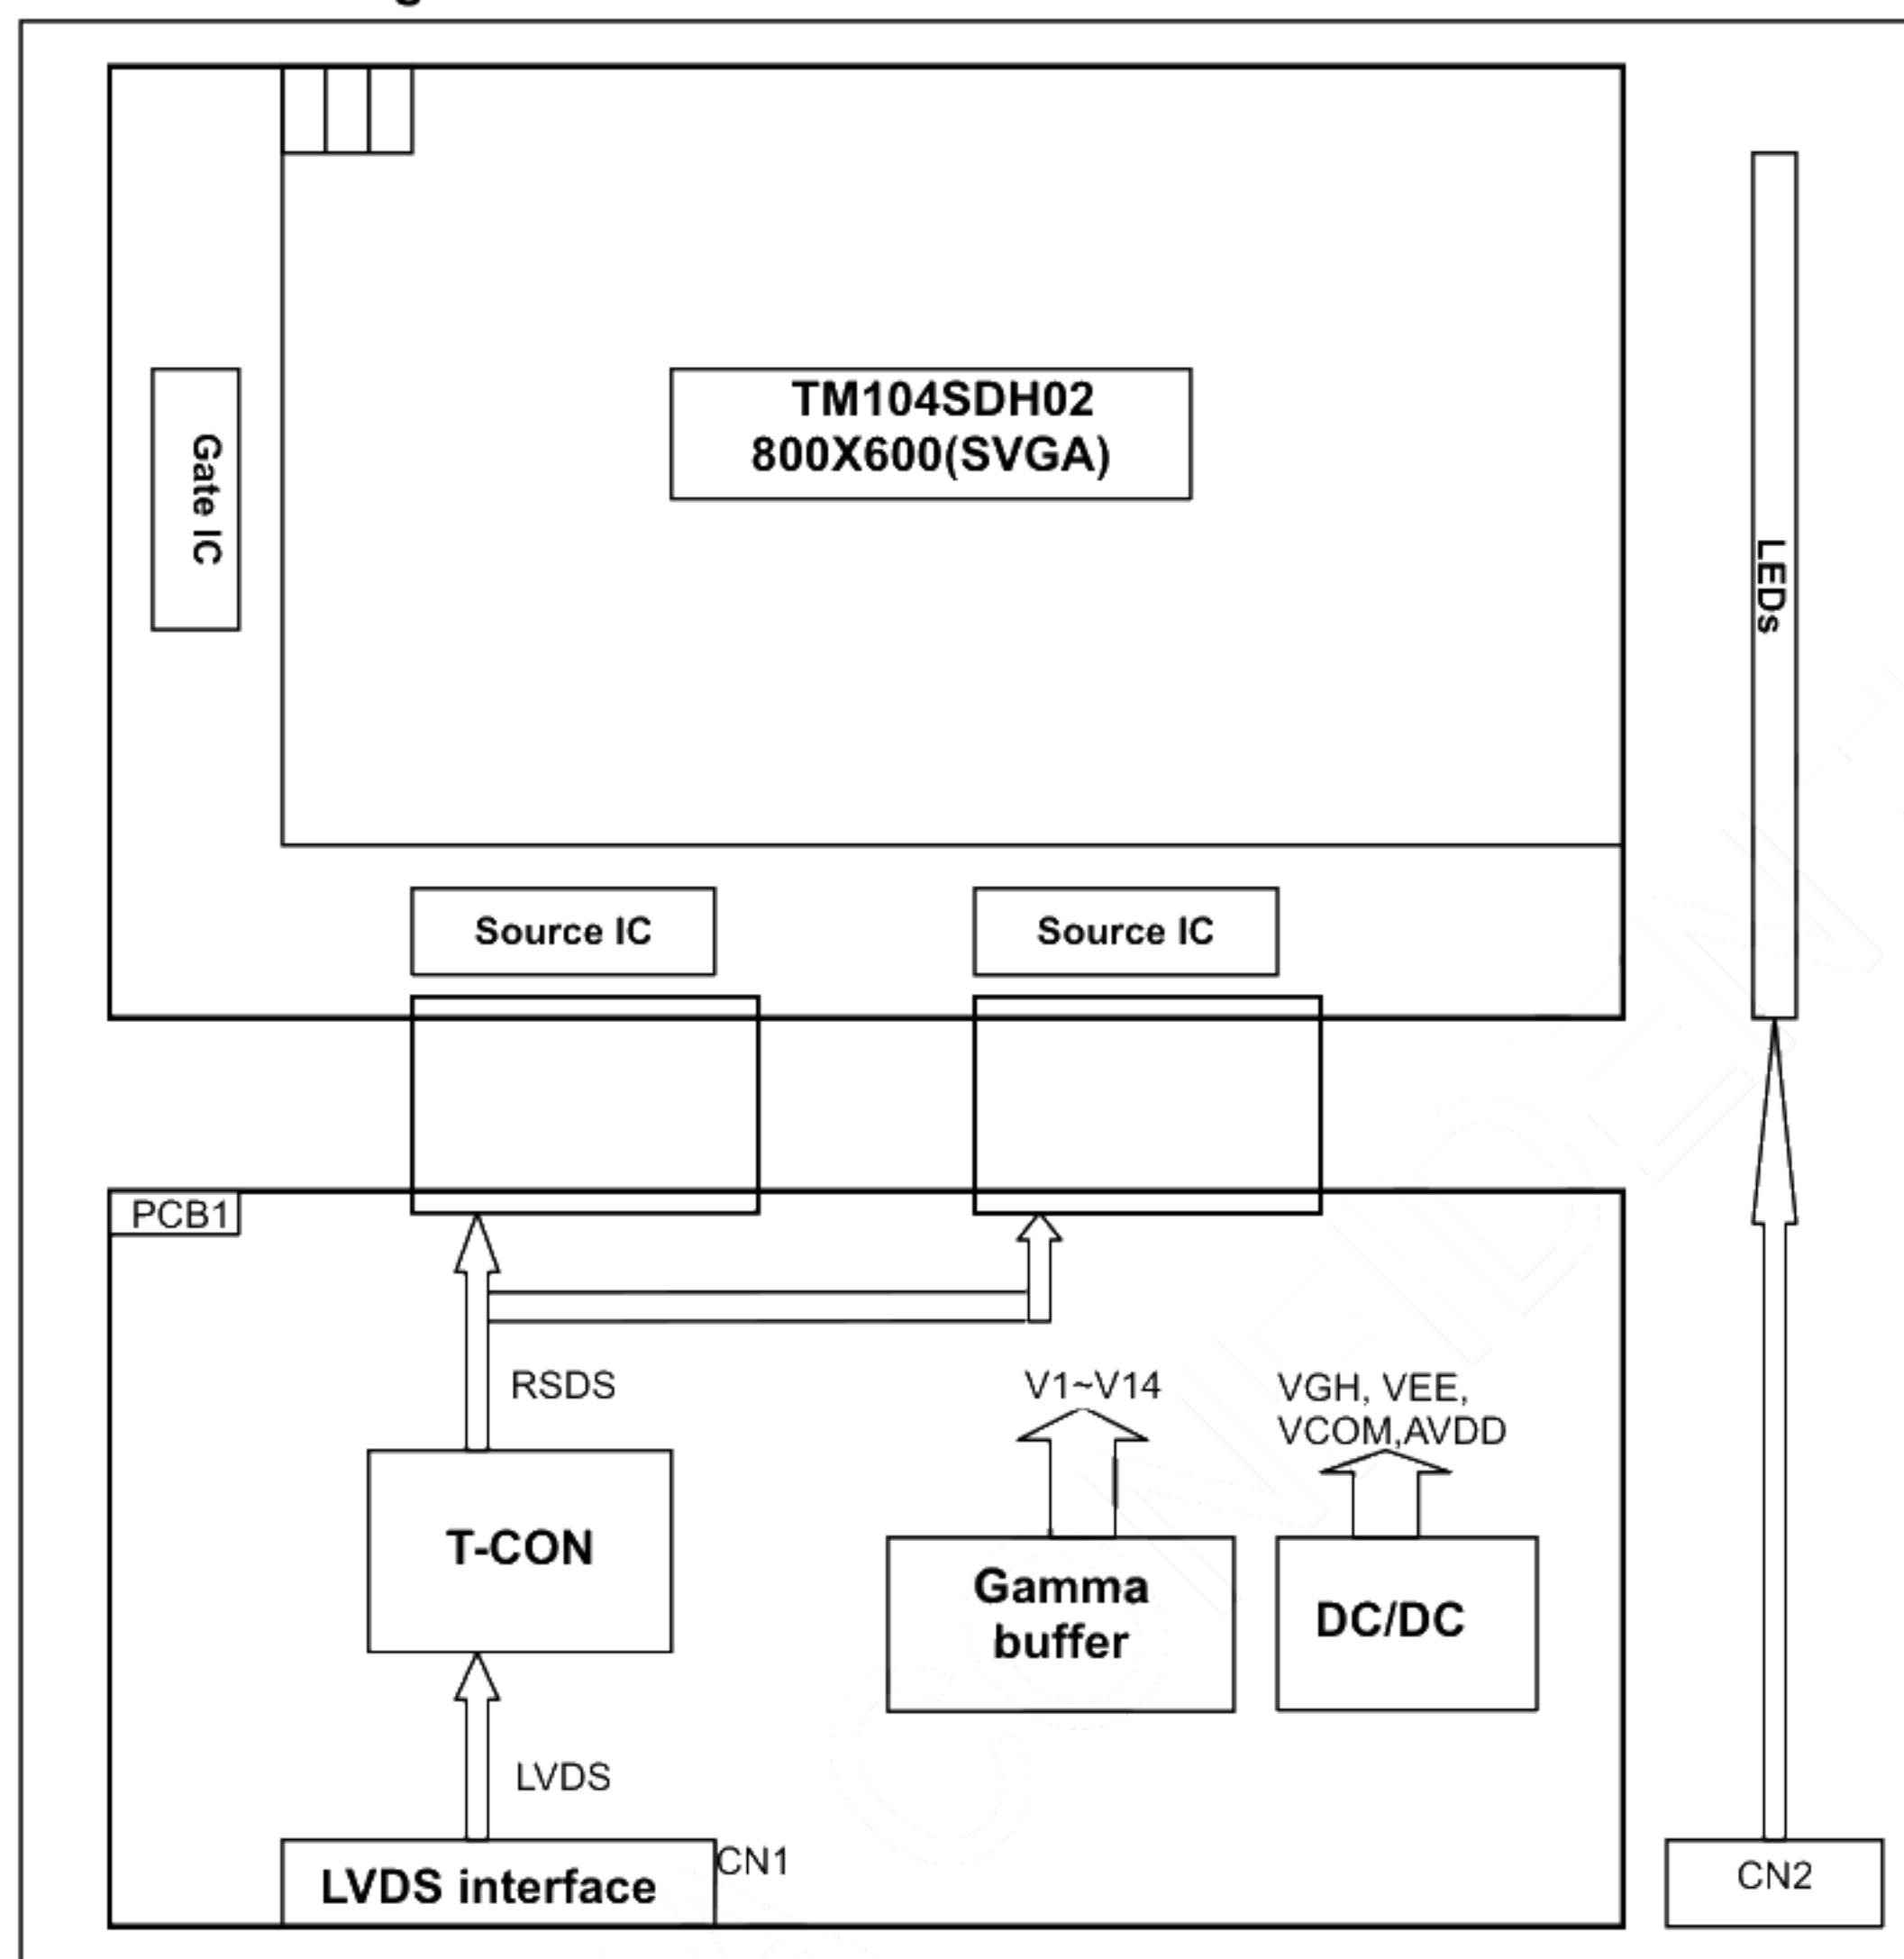 TM104SDH02
800X600(SVGA)
Gate IC
LEDs
Source IC
Source IC
PCB1
RSDS
V1~V14
VGH, VEE,
VCOM,AVDD
T-CON
Gamma
buffer
DC/DC
LVDS
LVDS interface
CN1
CN2